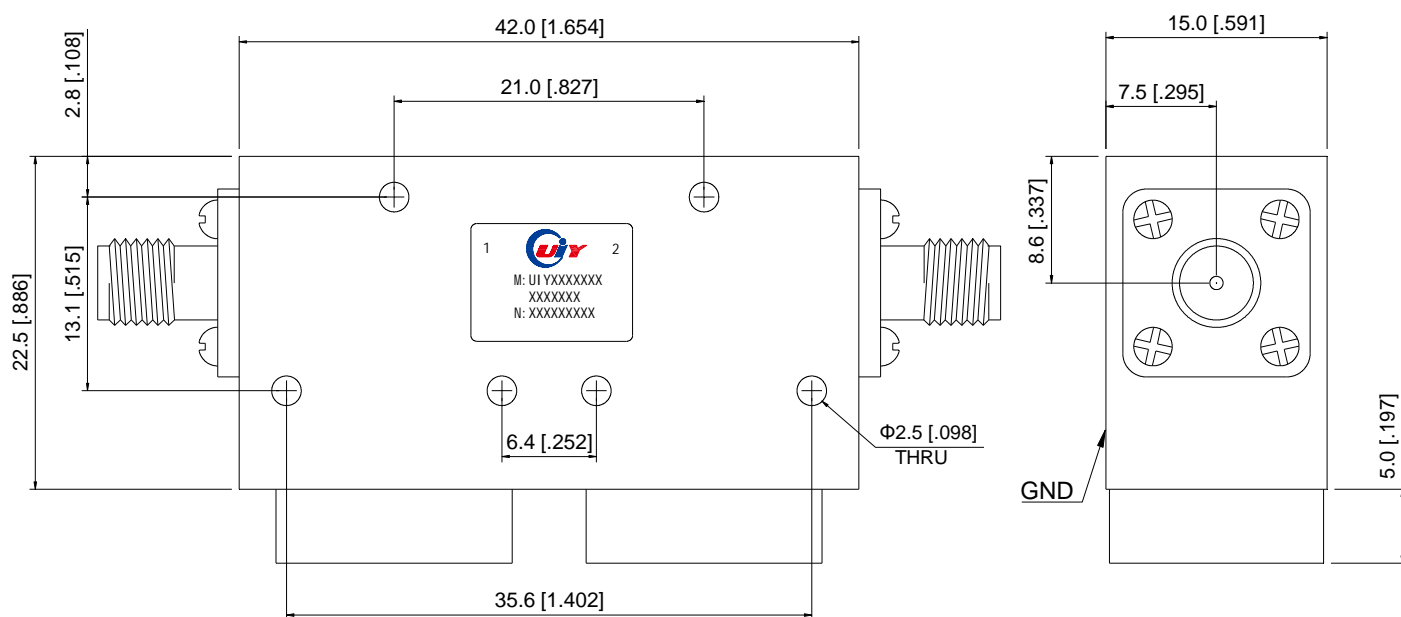 42.0 [1.654]
15.0 [.591]
2.8 [.108]
21.0 [.827]
7.5 [.295]
8.6 [.337]
1 UiY 2
M: UIYXXXXXXX
XXXXXXX
N: XXXXXXXXX
22.5 [.886]
13.1 [.515]
6.4 [.252]
Φ2.5 [.098]
THRU
5.0 [.197]
GND
35.6 [1.402]